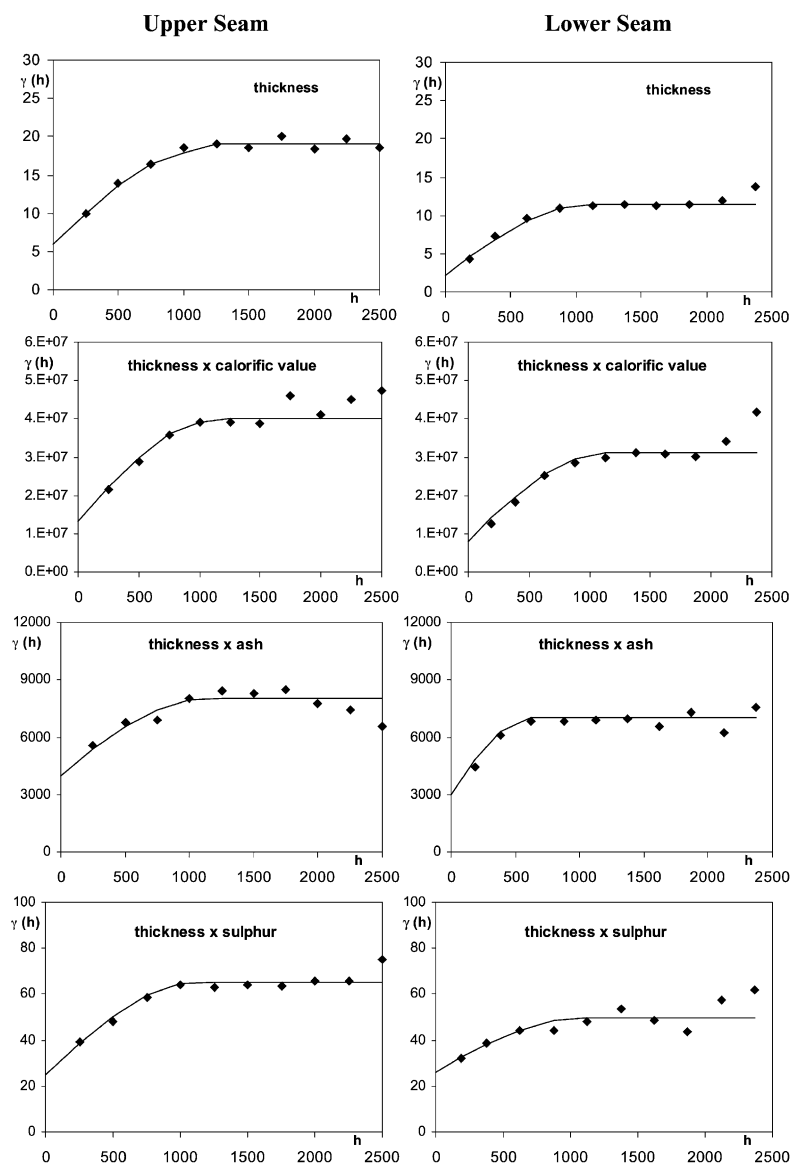 Upper Seam Lower Seam
30
γ (h)
25
20
15
10
5
0
thickness
0 500 1000 1500 2000 2500
h
30
γ (h)
25
20
15
10
5
0
thickness
0 500 1000 1500 2000 2500
h
6.E+07
γ (h)
5.E+07
4.E+07
3.E+07
2.E+07
1.E+07
0.E+00
thickness x calorific value
0 500 1000 1500 2000 2500
h
6.E+07
γ (h)
5.E+07
4.E+07
3.E+07
2.E+07
1.E+07
0.E+00
thickness x calorific value
0 500 1000 1500 2000 2500
h
12000
γ (h)
9000
6000
3000
0
thickness x ash
0 500 1000 1500 2000 2500
h
12000
γ (h)
9000
6000
3000
0
thickness x ash
0 500 1000 1500 2000 2500
h
100
γ (h)
80
60
40
20
0
thickness x sulphur
0 500 1000 1500 2000 2500
h
100
γ (h)
80
60
40
20
0
thickness x sulphur
0 500 1000 1500 2000 2500
h